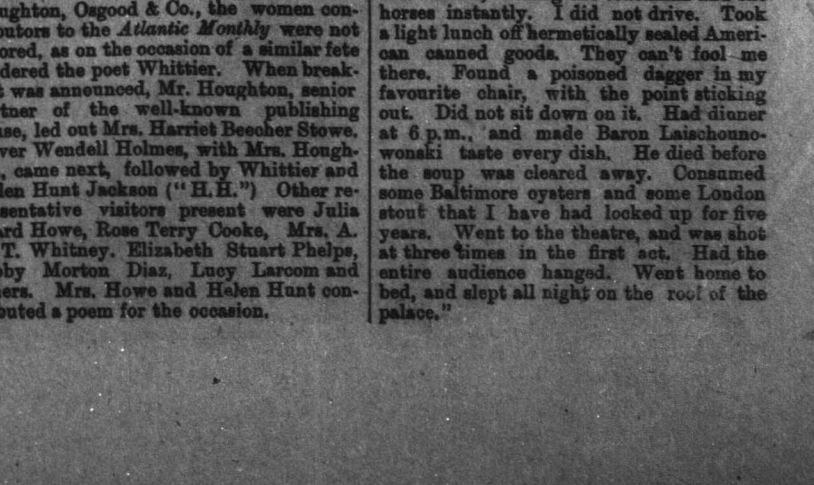 ughton, Osgood & Co., the women con-
butors to the Atlantic Monthly were not
ored, as on the occasion of a similar fete
dered the poet Whittier. When break-
t was announced, Mr. Houghton, senior
tner of the well-known publishing
use, led out Mrs. Harriet Beecher Stowe.
ver Wendell Holmes, with Mrs. Hough-
, came next, followed by Whittier and
len Hunt Jackson ("H.H.") Other re-
sentative visitors present were Julia
ard Howe, Rose Terry Cooke, Mrs. A.
T. Whitney. Elizabeth Stuart Phelps,
bby Morton Diaz, Lucy Larcom and
ers. Mrs. Howe and Helen Hunt con-
buted a poem for the occasion.
horses instantly. I did not drive. Took
a light lunch off hermetically sealed Ameri-
can canned goods. They can't fool me
there. Found a poisoned dagger in my
favourite chair, with the point sticking
out. Did not sit down on it. Had dinner
at 6 p.m., and made Baron Laischouno-
wonski taste every dish. He died before
the soup was cleared away. Consumed
some Baltimore oysters and some London
stout that I have had locked up for five
years. Went to the theatre, and was shot
at three times in the first act. Had the
entire audience hanged. Went home to
bed, and slept all night on the roof of the
palace."